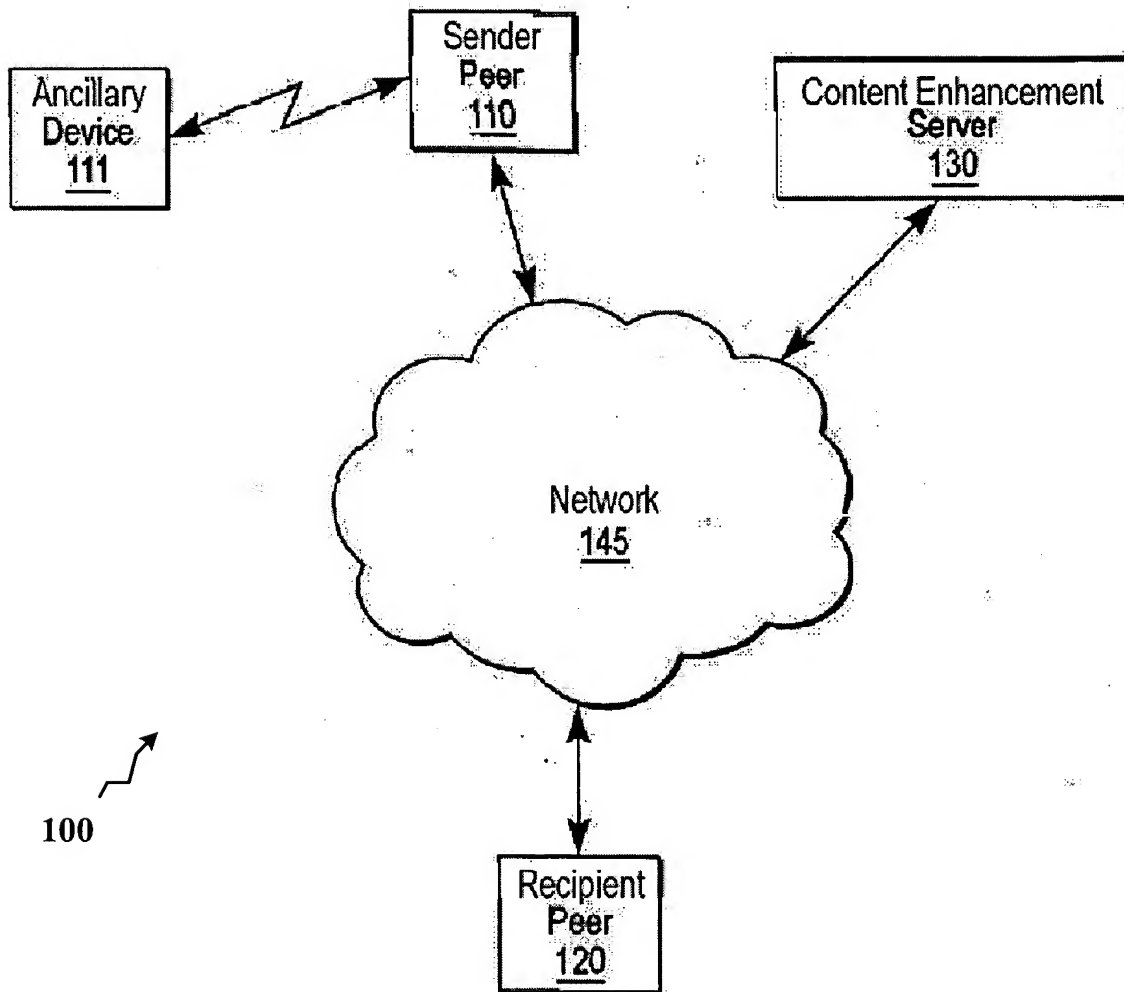 Sender
Peer
110
Ancillary
Device
111
Content Enhancement
Server
130
Network
145
100
Recipient
Peer
120